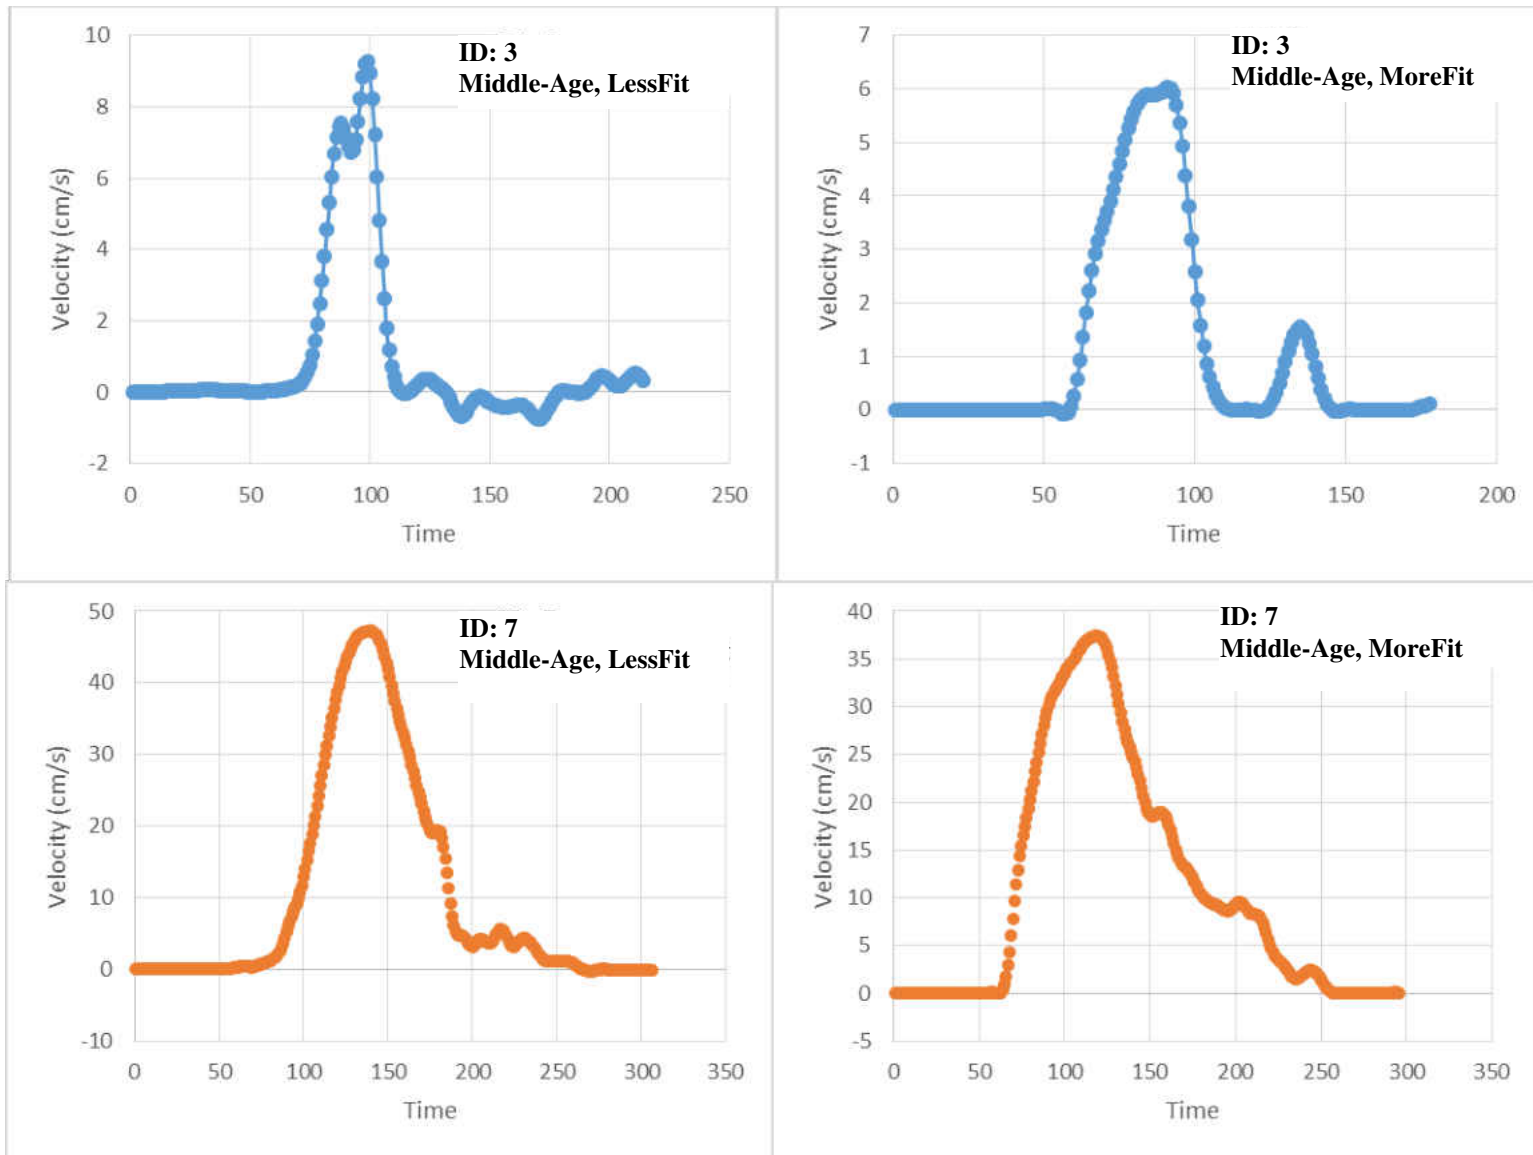 ID: 3
Middle-Age, LessFit
10
8
6
4
2
0
-2
Velocity (cm/s)
0 50 100 150 200 250
Time
ID: 3
Middle-Age, MoreFit
7
6
5
4
3
2
1
0
-1
Velocity (cm/s)
0 50 100 150 200
Time
ID: 7
Middle-Age, LessFit
50
40
30
20
10
0
-10
Velocity (cm/s)
0 50 100 150 200 250 300 350
Time
ID: 7
Middle-Age, MoreFit
40
35
30
25
20
15
10
5
0
-5
Velocity (cm/s)
0 50 100 150 200 250 300 350
Time